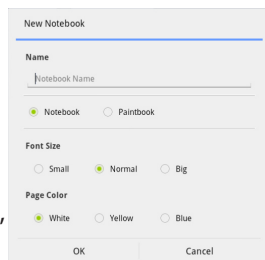 New Notebook
Name
Notebook Name
Notebook Paintbook
Font Size
Small Normal Big
Page Color
White Yellow Blue
OK Cancel
,